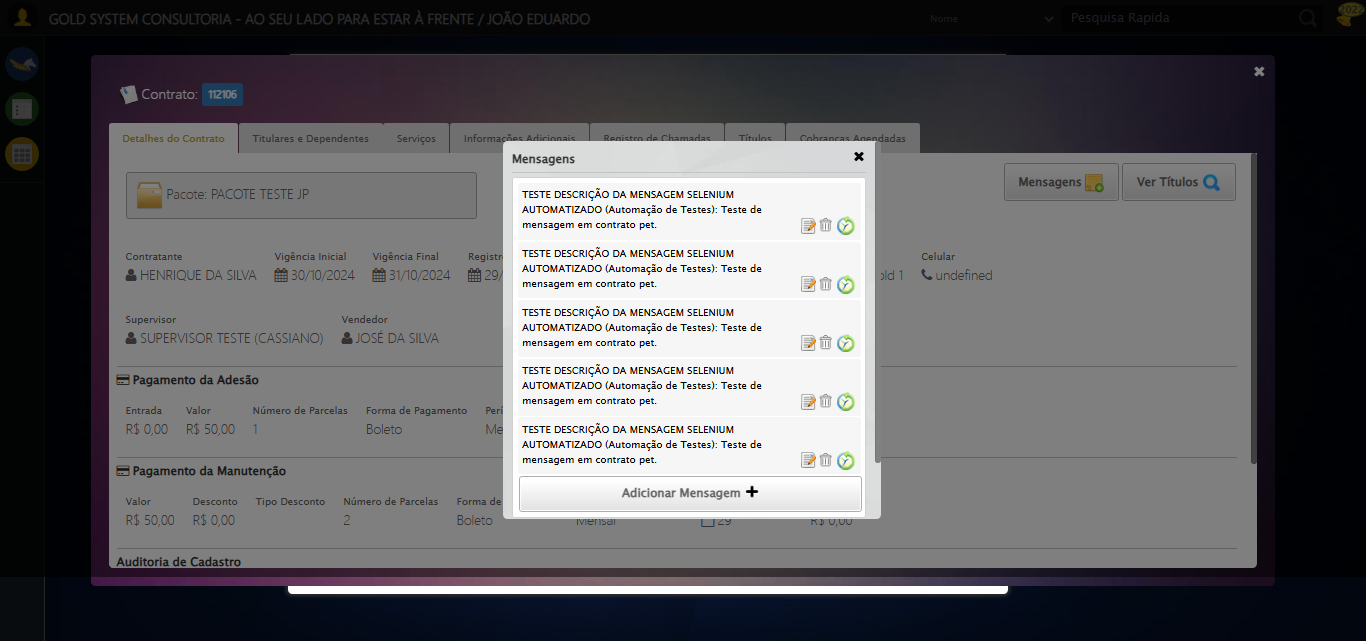 GOLD SYSTEM CONSULTORIA - AO SEU LADO PARA ESTAR À FRENTE / JOÃO EDUARDO
Nome
Pesquisa Rapida
2022
Contrato: 112106
Detalhes do Contrato
Titulares e Dependentes
Serviços
Informações Adicionais
Registro de Chamadas
Títulos
Cobranças Agendadas
Pacote: PACOTE TESTE JP
Mensagens
Ver Títulos
Contratante
Vigência Inicial
Vigência Final
Registr
Celular
HENRIQUE DA SILVA
30/10/2024
31/10/2024
29/
old 1
undefined
Supervisor
Vendedor
SUPERVISOR TESTE (CASSIANO)
JOSÉ DA SILVA
Pagamento da Adesão
Entrada
Valor
Número de Parcelas
Forma de Pagamento
Perí
R$ 0,00
R$ 50,00
1
Boleto
Me
Pagamento da Manutenção
Valor
Desconto
Tipo Desconto
Número de Parcelas
Forma de
R$ 50,00
R$ 0,00
2
Boleto
Mensal
29
R$ 0,00
Auditoria de Cadastro
Mensagens
TESTE DESCRIÇÃO DA MENSAGEM SELENIUM
AUTOMATIZADO (Automação de Testes): Teste de
mensagem em contrato pet.
TESTE DESCRIÇÃO DA MENSAGEM SELENIUM
AUTOMATIZADO (Automação de Testes): Teste de
mensagem em contrato pet.
TESTE DESCRIÇÃO DA MENSAGEM SELENIUM
AUTOMATIZADO (Automação de Testes): Teste de
mensagem em contrato pet.
TESTE DESCRIÇÃO DA MENSAGEM SELENIUM
AUTOMATIZADO (Automação de Testes): Teste de
mensagem em contrato pet.
TESTE DESCRIÇÃO DA MENSAGEM SELENIUM
AUTOMATIZADO (Automação de Testes): Teste de
mensagem em contrato pet.
Adicionar Mensagem